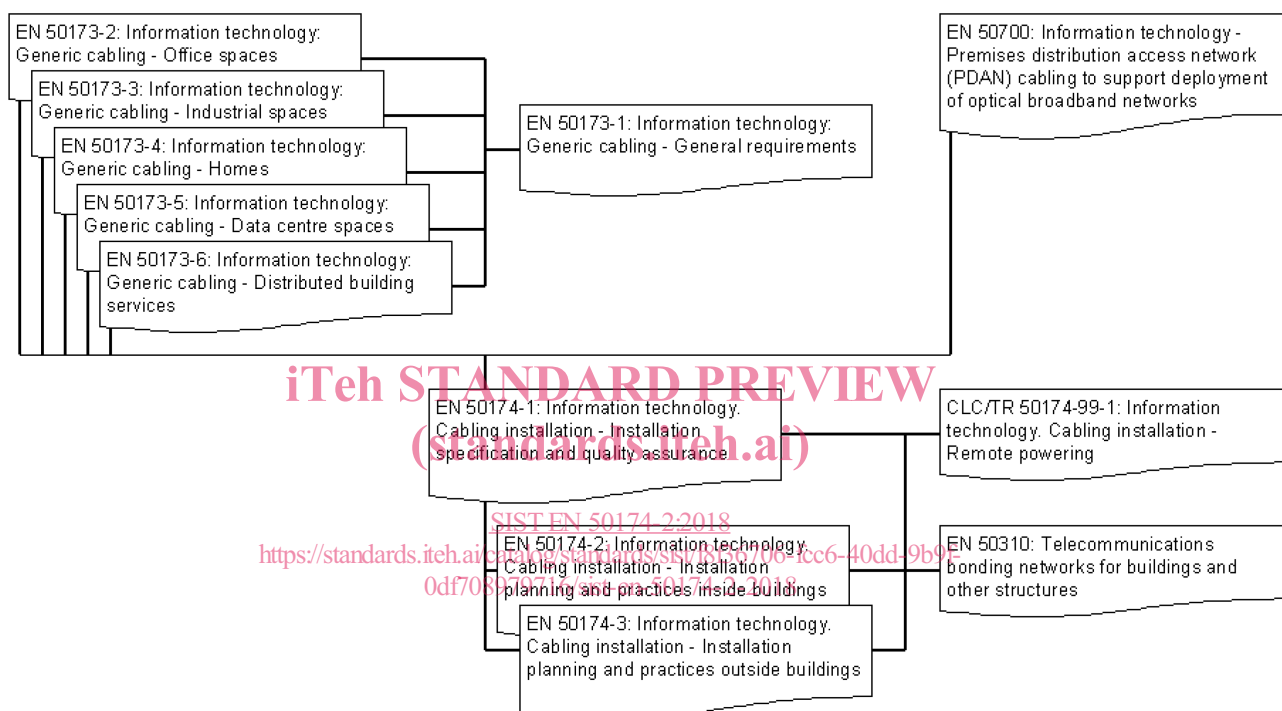 EN 50173-2: Information technology:
Generic cabling - Office spaces
EN 50173-3: Information technology:
Generic cabling - Industrial spaces
EN 50173-4: Information technology:
Generic cabling - Homes
EN 50173-5: Information technology:
Generic cabling - Data centre spaces
EN 50173-6: Information technology:
Generic cabling - Distributed building
services
EN 50173-1: Information technology:
Generic cabling - General requirements
EN 50700: Information technology -
Premises distribution access network
(PDAN) cabling to support deployment
of optical broadband networks
iTeh STANDARD PREVIEW
(standards.iteh.ai)
EN 50174-1: Information technology.
Cabling installation - Installation
specification and quality assurance
CLC/TR 50174-99-1: Information
technology. Cabling installation -
Remote powering
SIST EN 50174-2:2018
EN 50174-2: Information technology.
Cabling installation - Installation
planning and practices inside buildings
EN 50310: Telecommunications
bonding networks for buildings and
other structures
EN 50174-3: Information technology.
Cabling installation - Installation
planning and practices outside buildings